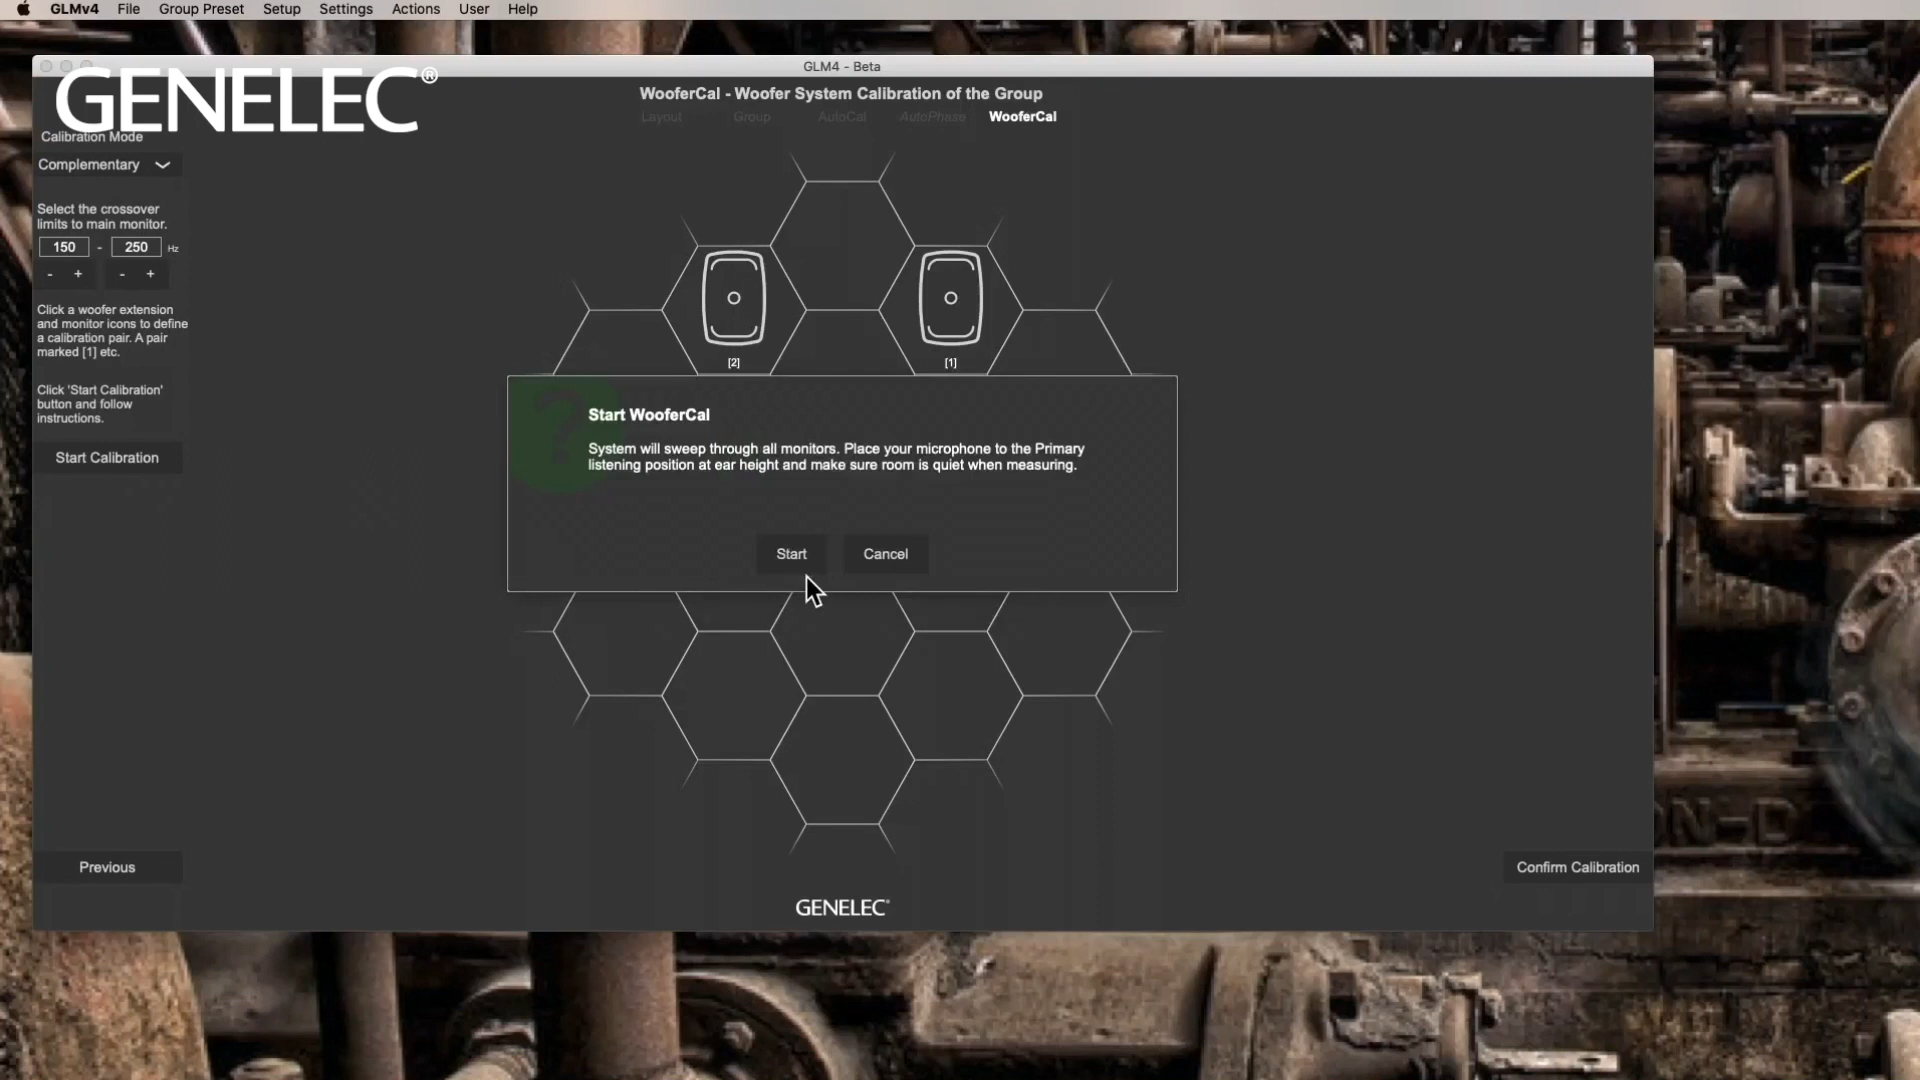 GLMv4 File Group Preset Setup Settings Actions User Help
GLM4 - Beta
GENELEC®
WooferCal - Woofer System Calibration of the Group
Layout Group AutoCal AutoPhase WooferCal
Calibration Mode
Complementary
Select the crossover
limits to main monitor.
150 - 250 Hz
- + - +
Click a woofer extension
and monitor icons to define
a calibration pair. A pair
marked [1] etc.
Click 'Start Calibration'
button and follow
instructions.
Start Calibration
[2] [1]
?
Start WooferCal
System will sweep through all monitors. Place your microphone to the Primary
listening position at ear height and make sure room is quiet when measuring.
Start Cancel
Previous
Confirm Calibration
GENELEC®
ON-D